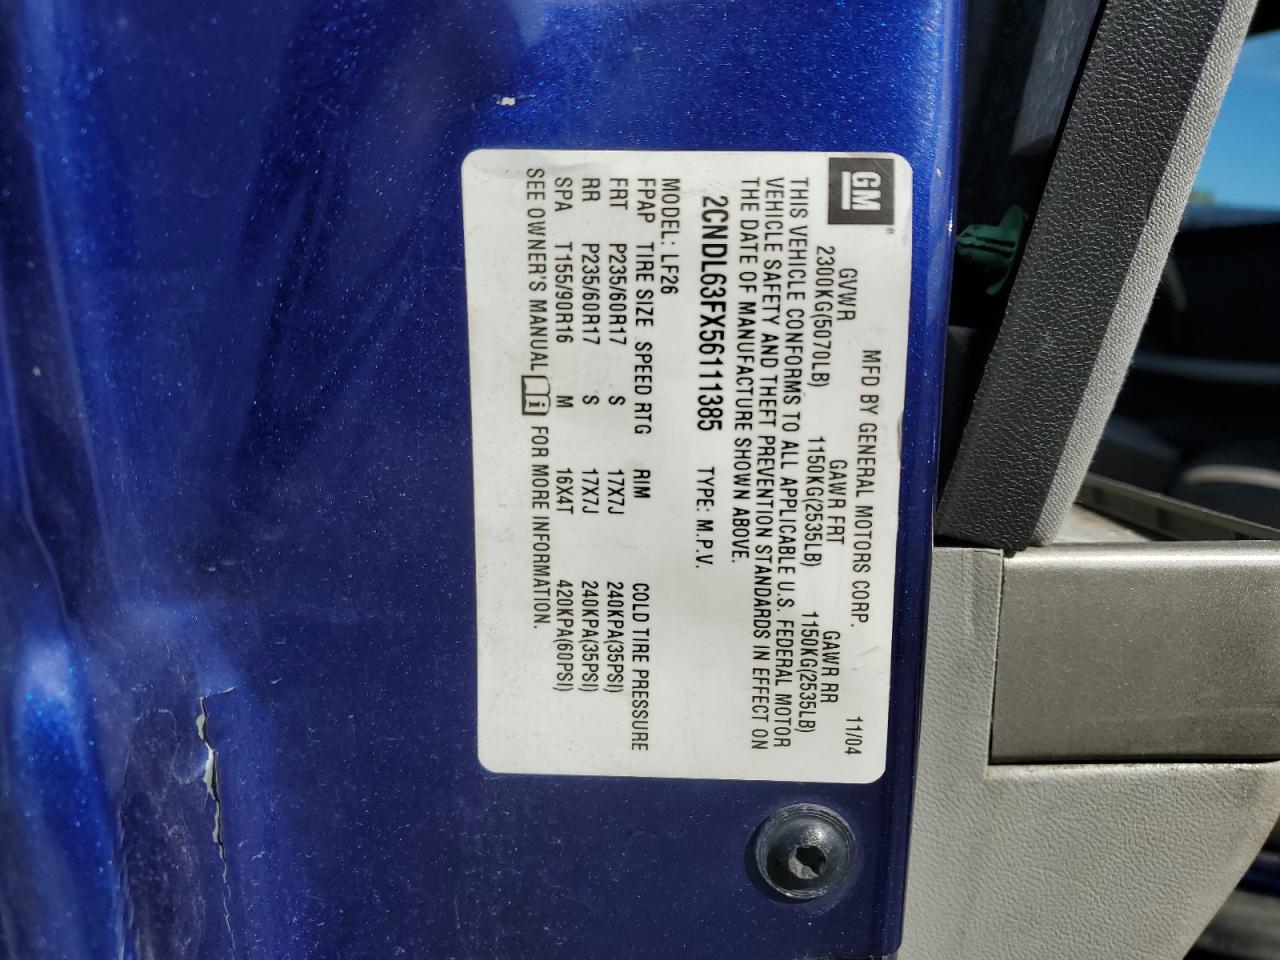 GM
MFD BY GENERAL MOTORS CORP. 11/04
GVWR GAWR FRT GAWR RR
2300KG(5070LB) 1150KG(2535LB) 1150KG(2535LB)
THIS VEHICLE CONFORMS TO ALL APPLICABLE U.S. FEDERAL MOTOR
VEHICLE SAFETY AND THEFT PREVENTION STANDARDS IN EFFECT ON
THE DATE OF MANUFACTURE SHOWN ABOVE.
2CNDL63FX56111385 TYPE: M.P.V.
MODEL: LF26
FPAP TIRE SIZE SPEED RTG RIM COLD TIRE PRESSURE
FRT P235/60R17 S 17X7J 240KPA(35PSI)
RR P235/60R17 S 17X7J 240KPA(35PSI)
SPA T155/90R16 M 16X4T 420KPA(60PSI)
SEE OWNER'S MANUAL i FOR MORE INFORMATION.